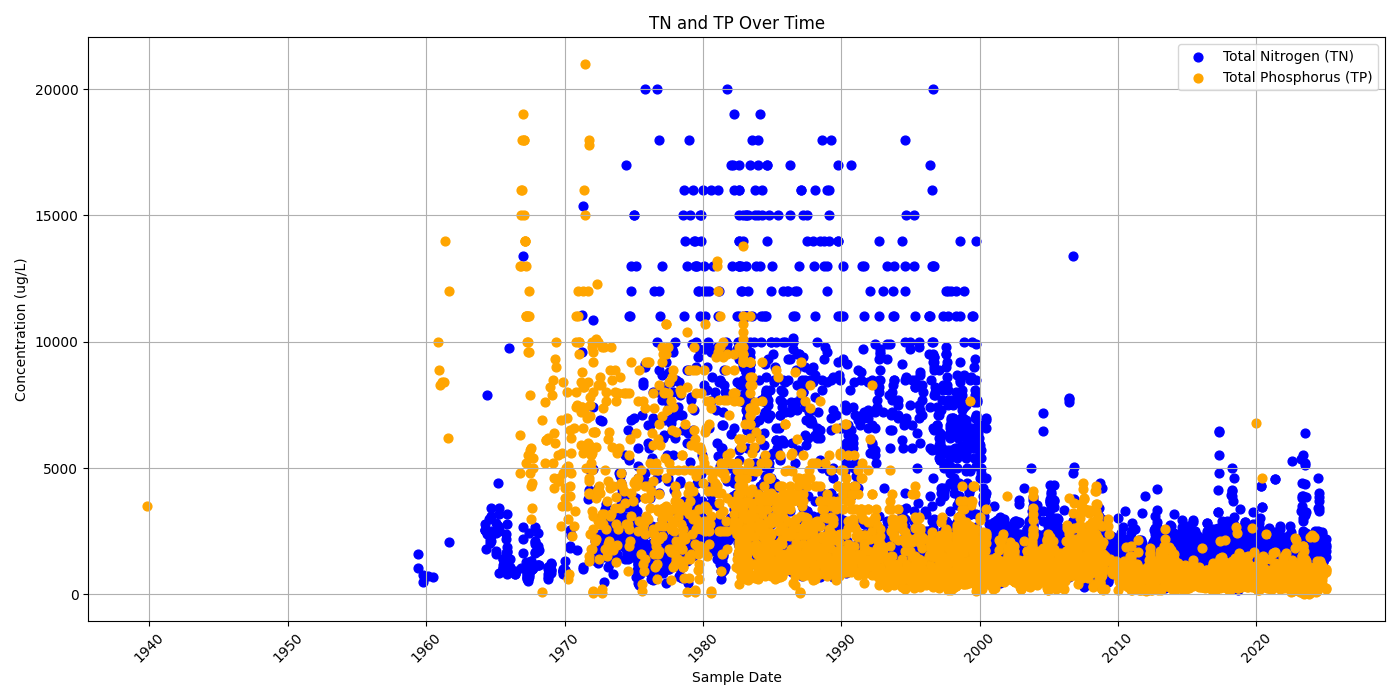 TN and TP Over Time
Total Nitrogen (TN)
Total Phosphorus (TP)
Concentration (ug/L)
20000
15000
10000
5000
0
1940
1950
1960
1970
1980
1990
2000
2010
2020
Sample Date